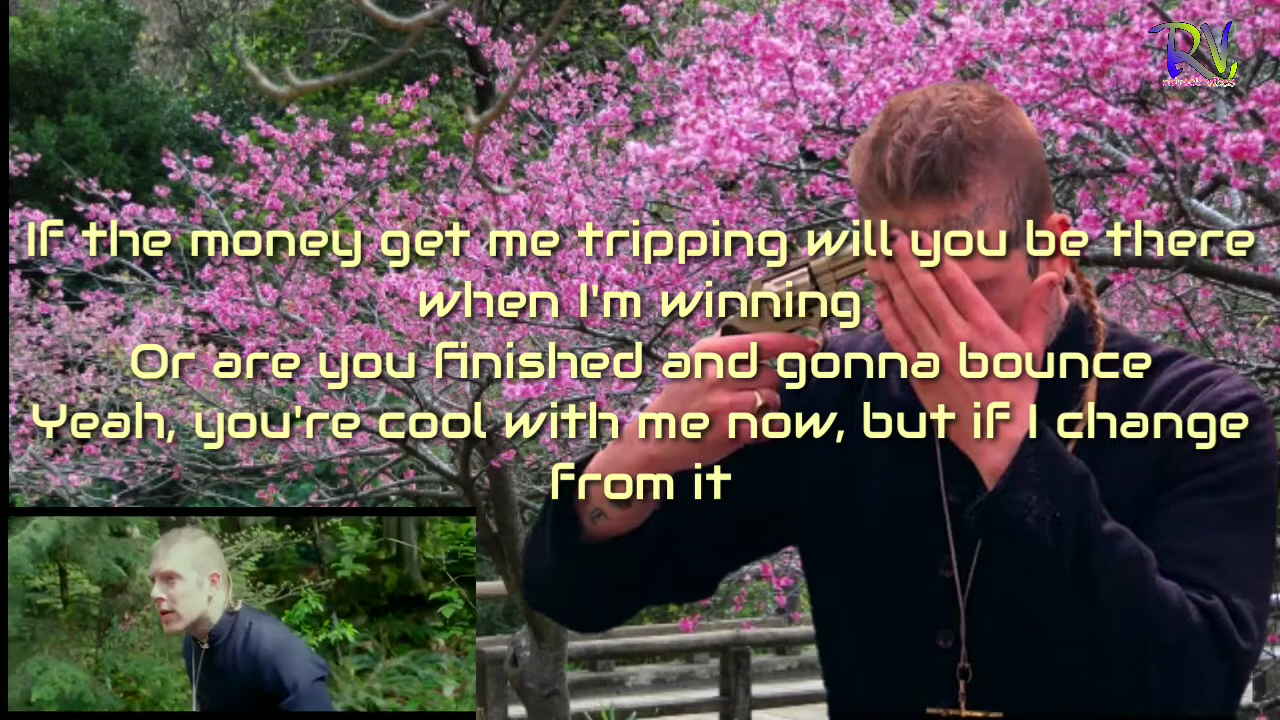 RV
If the money get me tripping will you be there
when I'm winning
Or are you finished and gonna bounce
Yeah, you're cool with me now, but if I change
from it